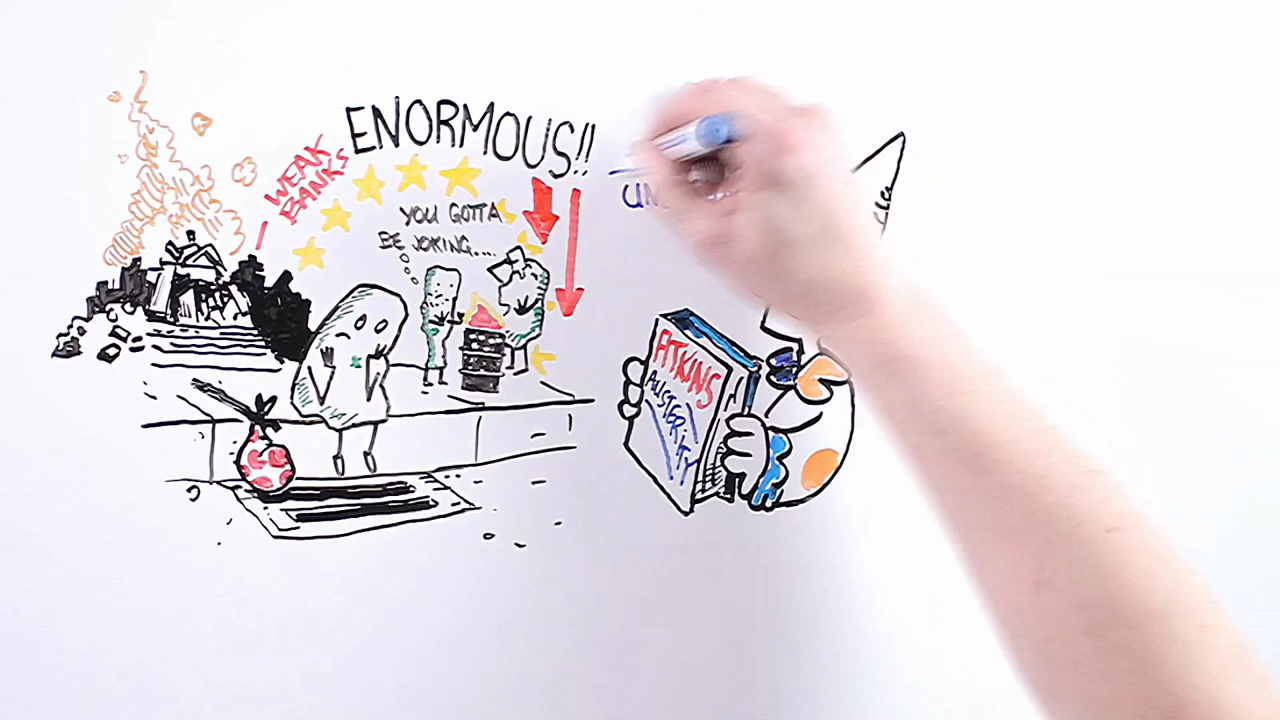 ENORMOUS!!
WEAK
BANKS
YOU GOTTA
BE JOKING....
ATKINS
AUSTERITY